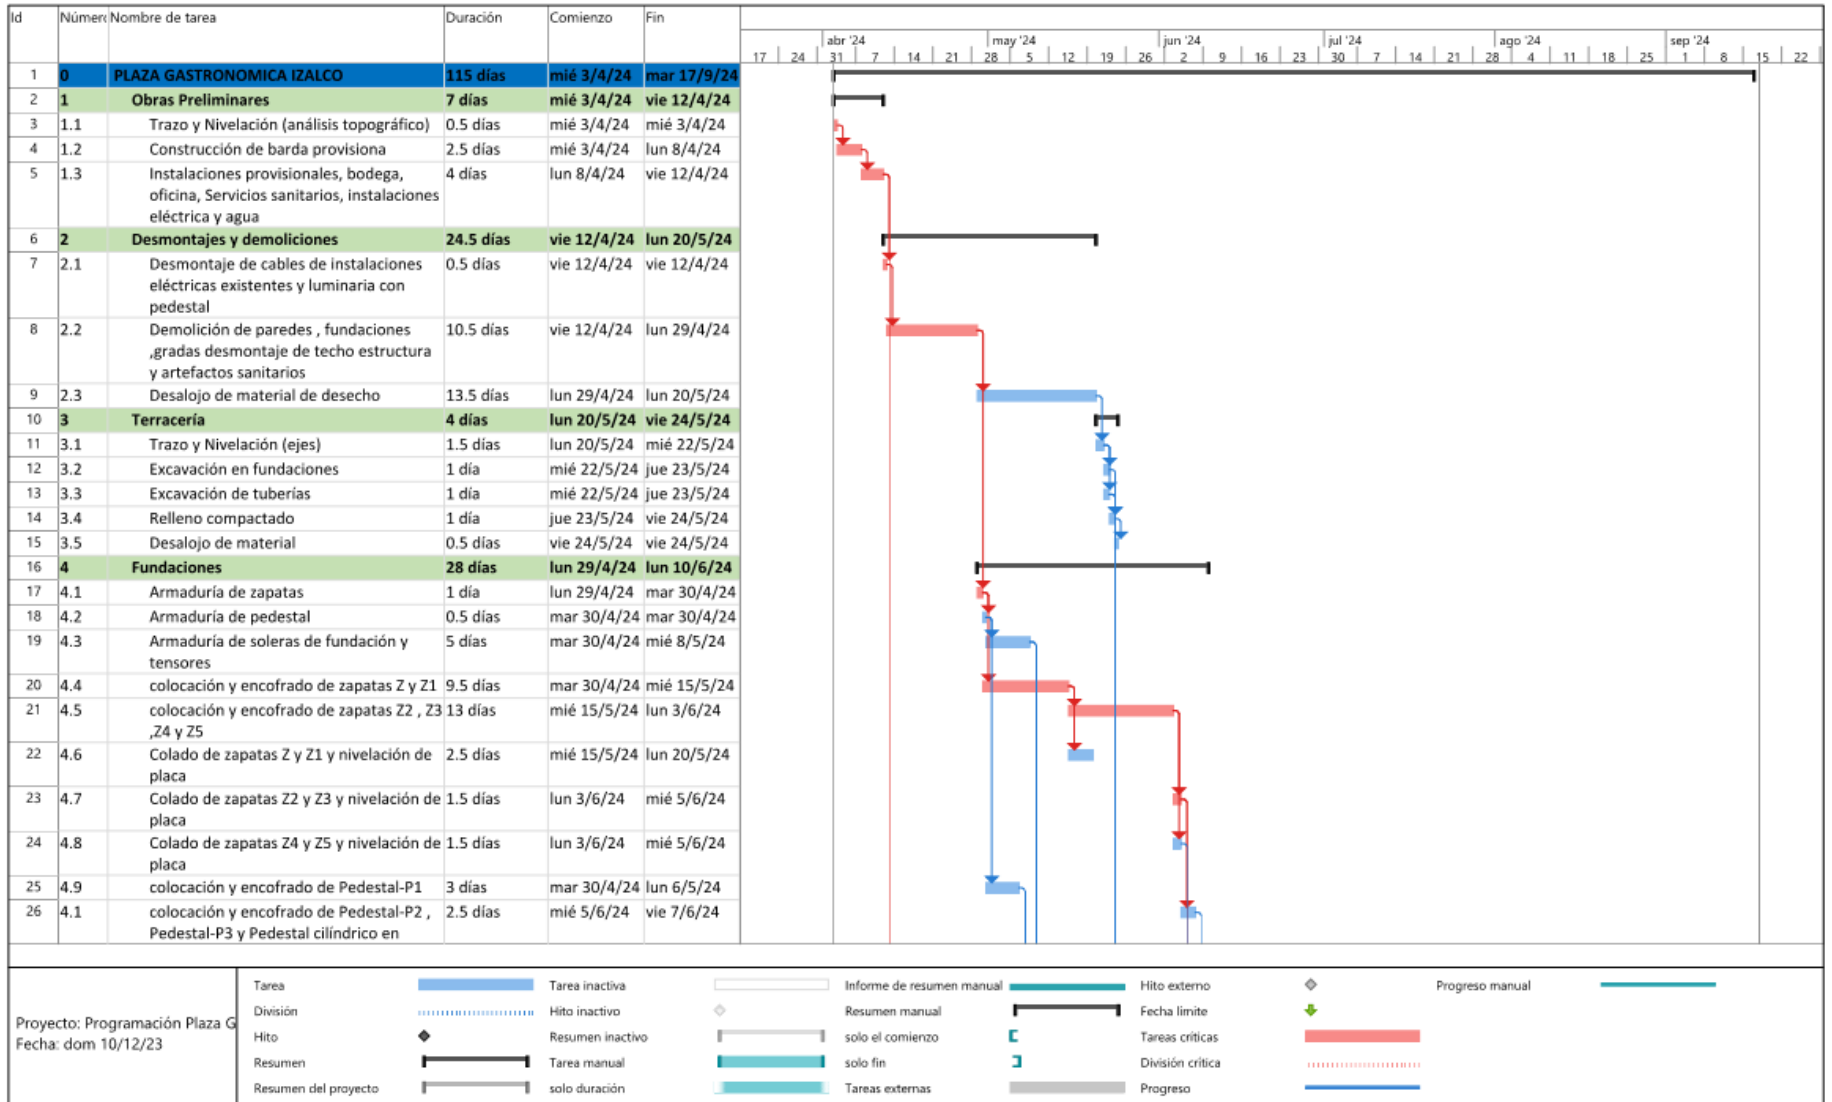 Id Número Nombre de tarea Duración Comienzo Fin
abr '24 may '24 jun '24 jul '24 ago '24 sep '24
17 24 31 7 14 21 28 5 12 19 26 2 9 16 23 30 7 14 21 28 4 11 18 25 1 8 15 22
1 0 PLAZA GASTRONOMICA IZALCO 115 días mié 3/4/24 mar 17/9/24
2 1 Obras Preliminares 7 días mié 3/4/24 vie 12/4/24
3 1.1 Trazo y Nivelación (análisis topográfico) 0.5 días mié 3/4/24 mié 3/4/24
4 1.2 Construcción de barda provisiona 2.5 días mié 3/4/24 lun 8/4/24
5 1.3 Instalaciones provisionales, bodega, 4 días lun 8/4/24 vie 12/4/24
oficina, Servicios sanitarios, instalaciones
eléctrica y agua
6 2 Desmontajes y demoliciones 24.5 días vie 12/4/24 lun 20/5/24
7 2.1 Desmontaje de cables de instalaciones 0.5 días vie 12/4/24 vie 12/4/24
eléctricas existentes y luminaria con
pedestal
8 2.2 Demolición de paredes , fundaciones 10.5 días vie 12/4/24 lun 29/4/24
,gradas desmontaje de techo estructura
y artefactos sanitarios
9 2.3 Desalojo de material de desecho 13.5 días lun 29/4/24 lun 20/5/24
10 3 Terracería 4 días lun 20/5/24 vie 24/5/24
11 3.1 Trazo y Nivelación (ejes) 1.5 días lun 20/5/24 mié 22/5/24
12 3.2 Excavación en fundaciones 1 día mié 22/5/24 jue 23/5/24
13 3.3 Excavación de tuberías 1 día mié 22/5/24 jue 23/5/24
14 3.4 Relleno compactado 1 día jue 23/5/24 vie 24/5/24
15 3.5 Desalojo de material 0.5 días vie 24/5/24 vie 24/5/24
16 4 Fundaciones 28 días lun 29/4/24 lun 10/6/24
17 4.1 Armaduría de zapatas 1 día lun 29/4/24 mar 30/4/24
18 4.2 Armaduría de pedestal 0.5 días mar 30/4/24 mar 30/4/24
19 4.3 Armaduría de soleras de fundación y 5 días mar 30/4/24 mié 8/5/24
tensores
20 4.4 colocación y encofrado de zapatas Z y Z1 9.5 días mar 30/4/24 mié 15/5/24
21 4.5 colocación y encofrado de zapatas Z2 , Z3 13 días mié 15/5/24 lun 3/6/24
,Z4 y Z5
22 4.6 Colado de zapatas Z y Z1 y nivelación de 2.5 días mié 15/5/24 lun 20/5/24
placa
23 4.7 Colado de zapatas Z2 y Z3 y nivelación de 1.5 días lun 3/6/24 mié 5/6/24
placa
24 4.8 Colado de zapatas Z4 y Z5 y nivelación de 1.5 días lun 3/6/24 mié 5/6/24
placa
25 4.9 colocación y encofrado de Pedestal-P1 3 días mar 30/4/24 lun 6/5/24
26 4.1 colocación y encofrado de Pedestal-P2 , 2.5 días mié 5/6/24 vie 7/6/24
Pedestal-P3 y Pedestal cilíndrico en
Proyecto: Programación Plaza G
Fecha: dom 10/12/23
Tarea Tarea inactiva Informe de resumen manual Hito externo Progreso manual
División Hito inactivo Resumen manual Fecha límite
Hito Resumen inactivo solo el comienzo Tareas críticas
Resumen Tarea manual solo fin División crítica
Resumen del proyecto solo duración Tareas externas Progreso